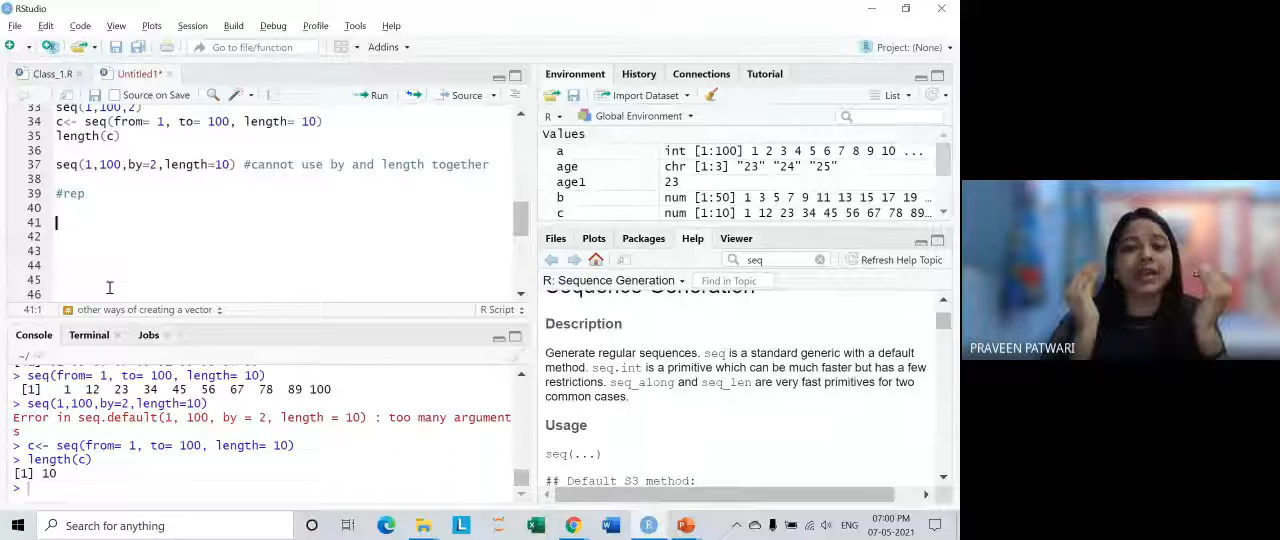 RStudio
File Edit Code View Plots Session Build Debug Profile Tools Help
Go to file/function Addins Project: (None)
Class_1.R Untitled1*
Source on Save Run Source
33 seq(1,100,2)
34 c<- seq(from= 1, to= 100, length= 10)
35 length(c)
36
37 seq(1,100,by=2,length=10) #cannot use by and length together
38
39 #rep
40
41
42
43
44
45
46
41:1 other ways of creating a vector R Script
Console Terminal Jobs
~/
> seq(from= 1, to= 100, length= 10)
[1] 1 12 23 34 45 56 67 78 89 100
> seq(1,100,by=2,length=10)
Error in seq.default(1, 100, by = 2, length = 10) : too many argument
s
> c<- seq(from= 1, to= 100, length= 10)
> length(c)
[1] 10
>
Environment History Connections Tutorial
Import Dataset List
R Global Environment
Values
a int [1:100] 1 2 3 4 5 6 7 8 9 10 ...
age chr [1:3] "23" "24" "25"
age1 23
b num [1:50] 1 3 5 7 9 11 13 15 17 19 …
c num [1:10] 1 12 23 34 45 56 67 78 89…
Files Plots Packages Help Viewer
seq Refresh Help Topic
R: Sequence Generation Find in Topic
Sequence Generation
Description
Generate regular sequences. seq is a standard generic with a default
method. seq.int is a primitive which can be much faster but has a few
restrictions. seq_along and seq_len are very fast primitives for two
common cases.
Usage
seq(...)
## Default S3 method:
PRAVEEN PATWARI
Search for anything
ENG
07:00 PM
07-05-2021